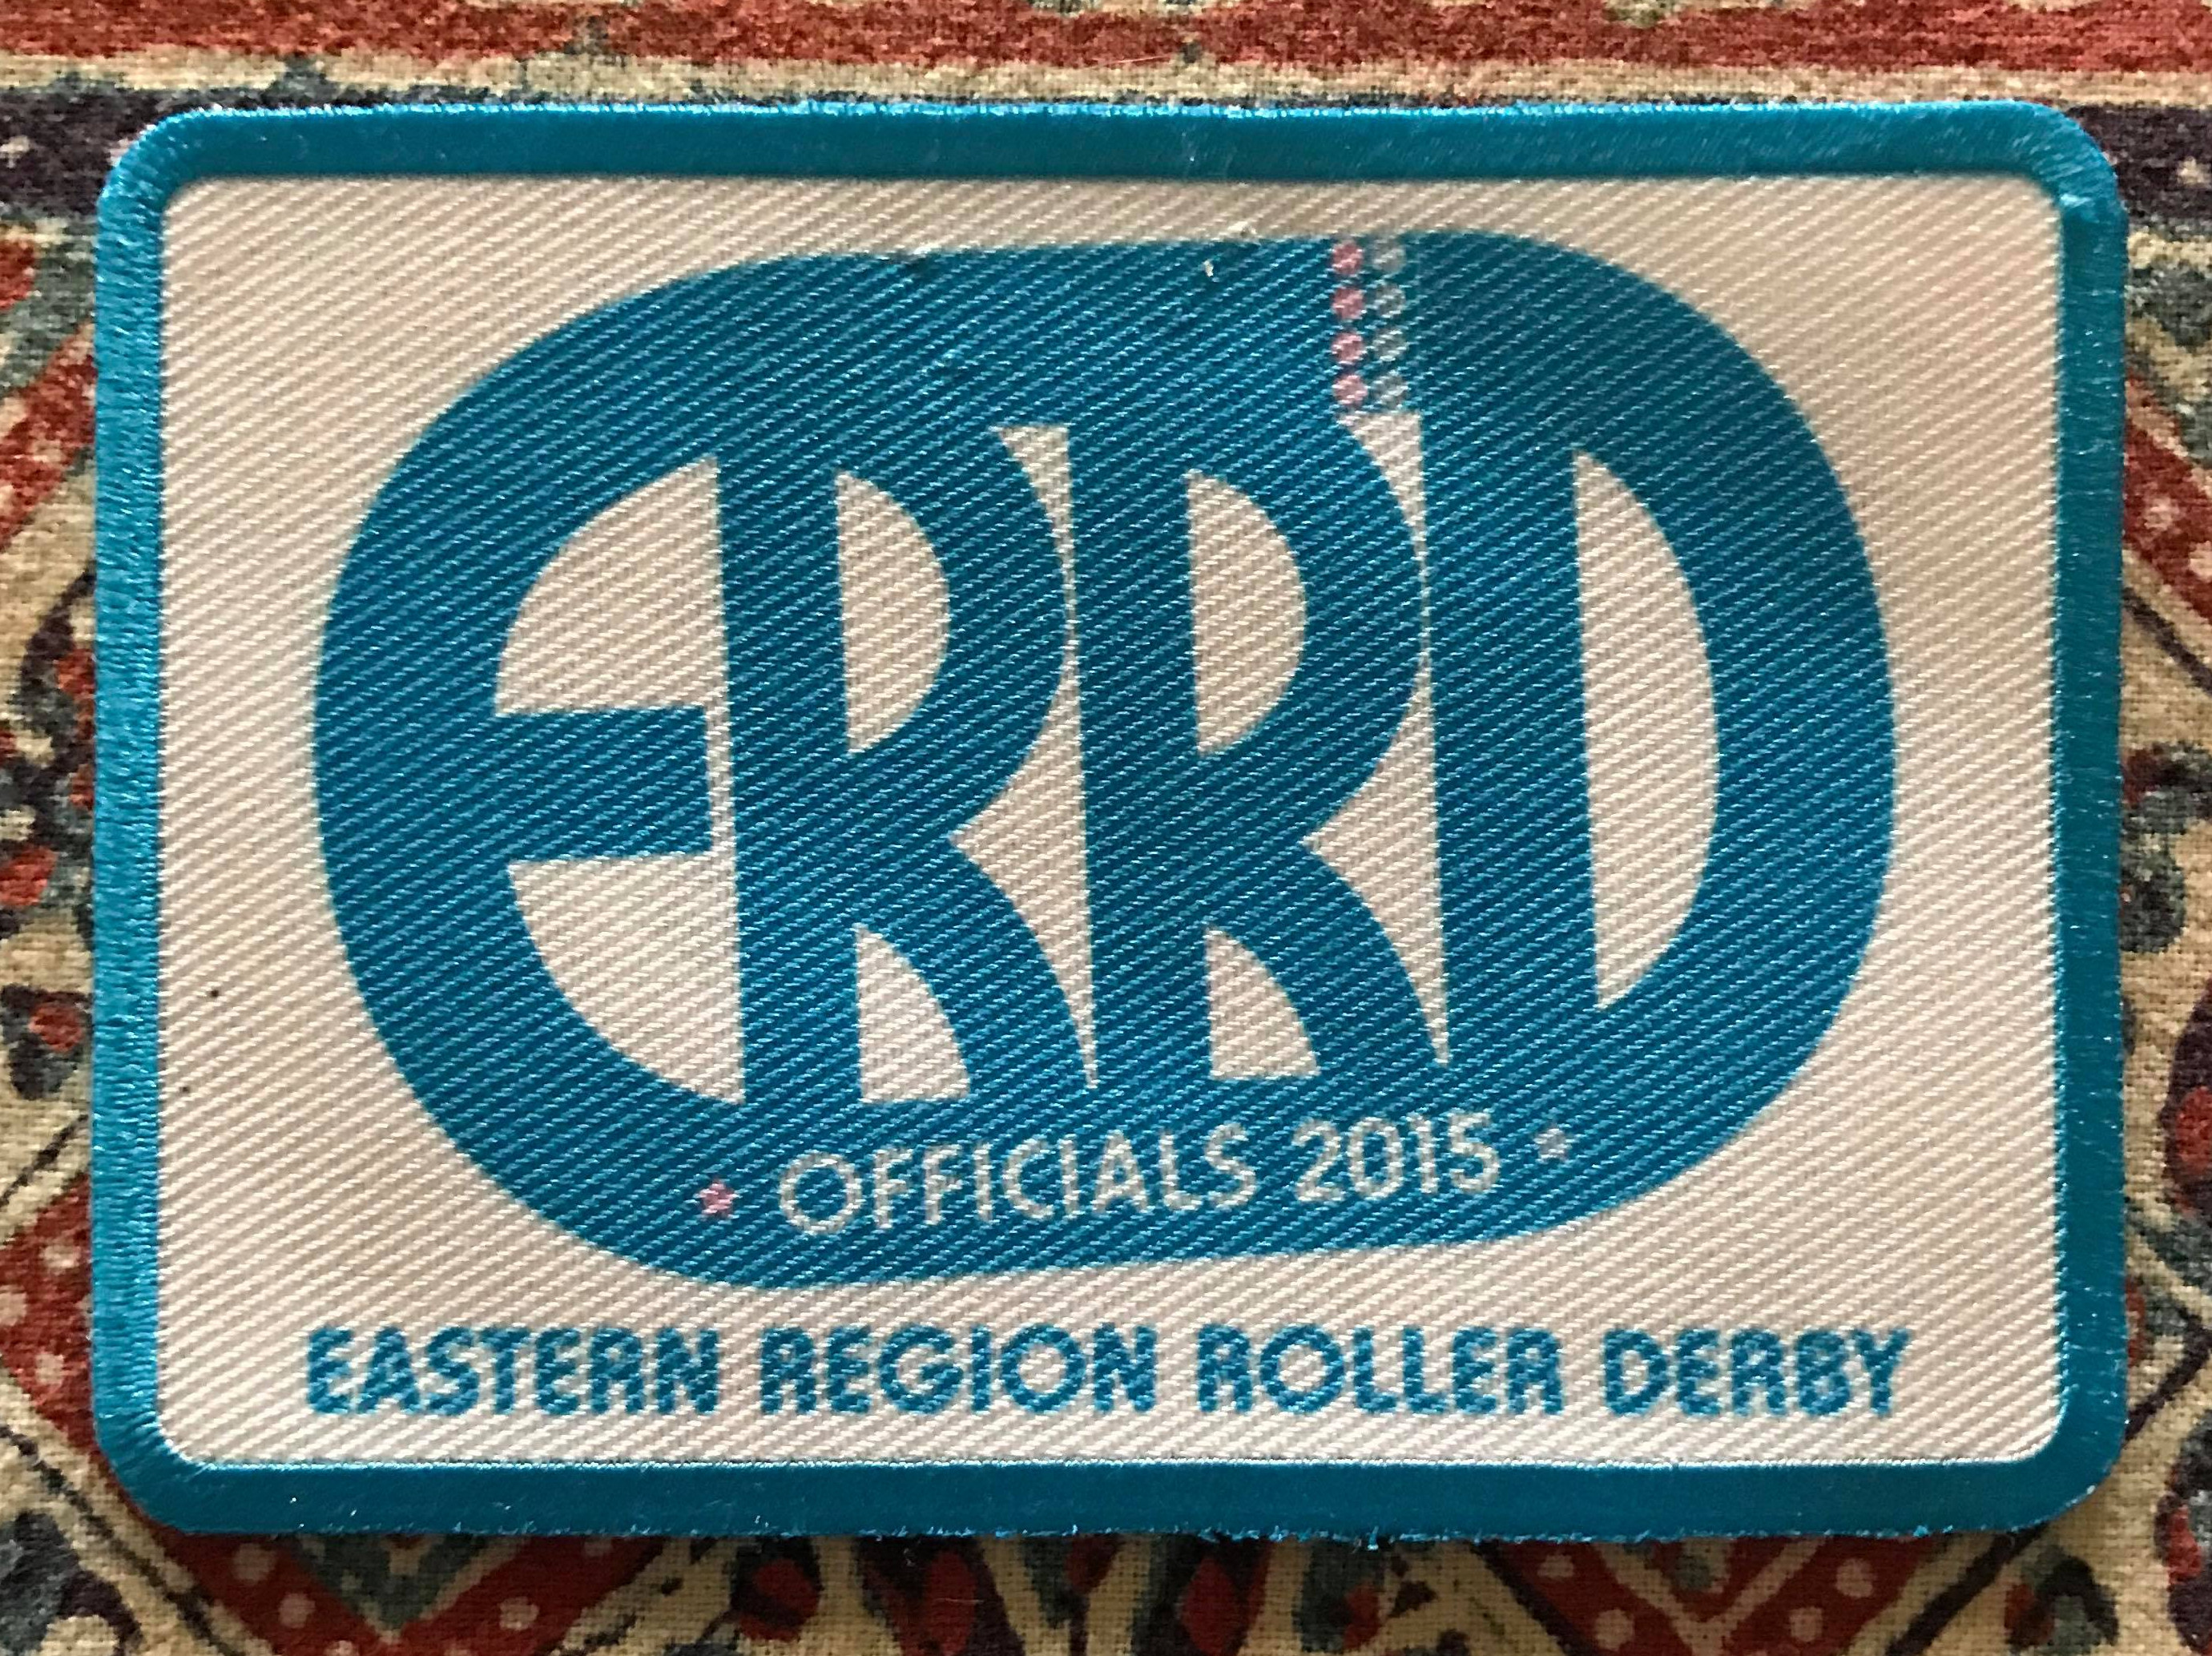 ERRD
OFFICIALS 2015
EASTERN REGION ROLLER DERBY